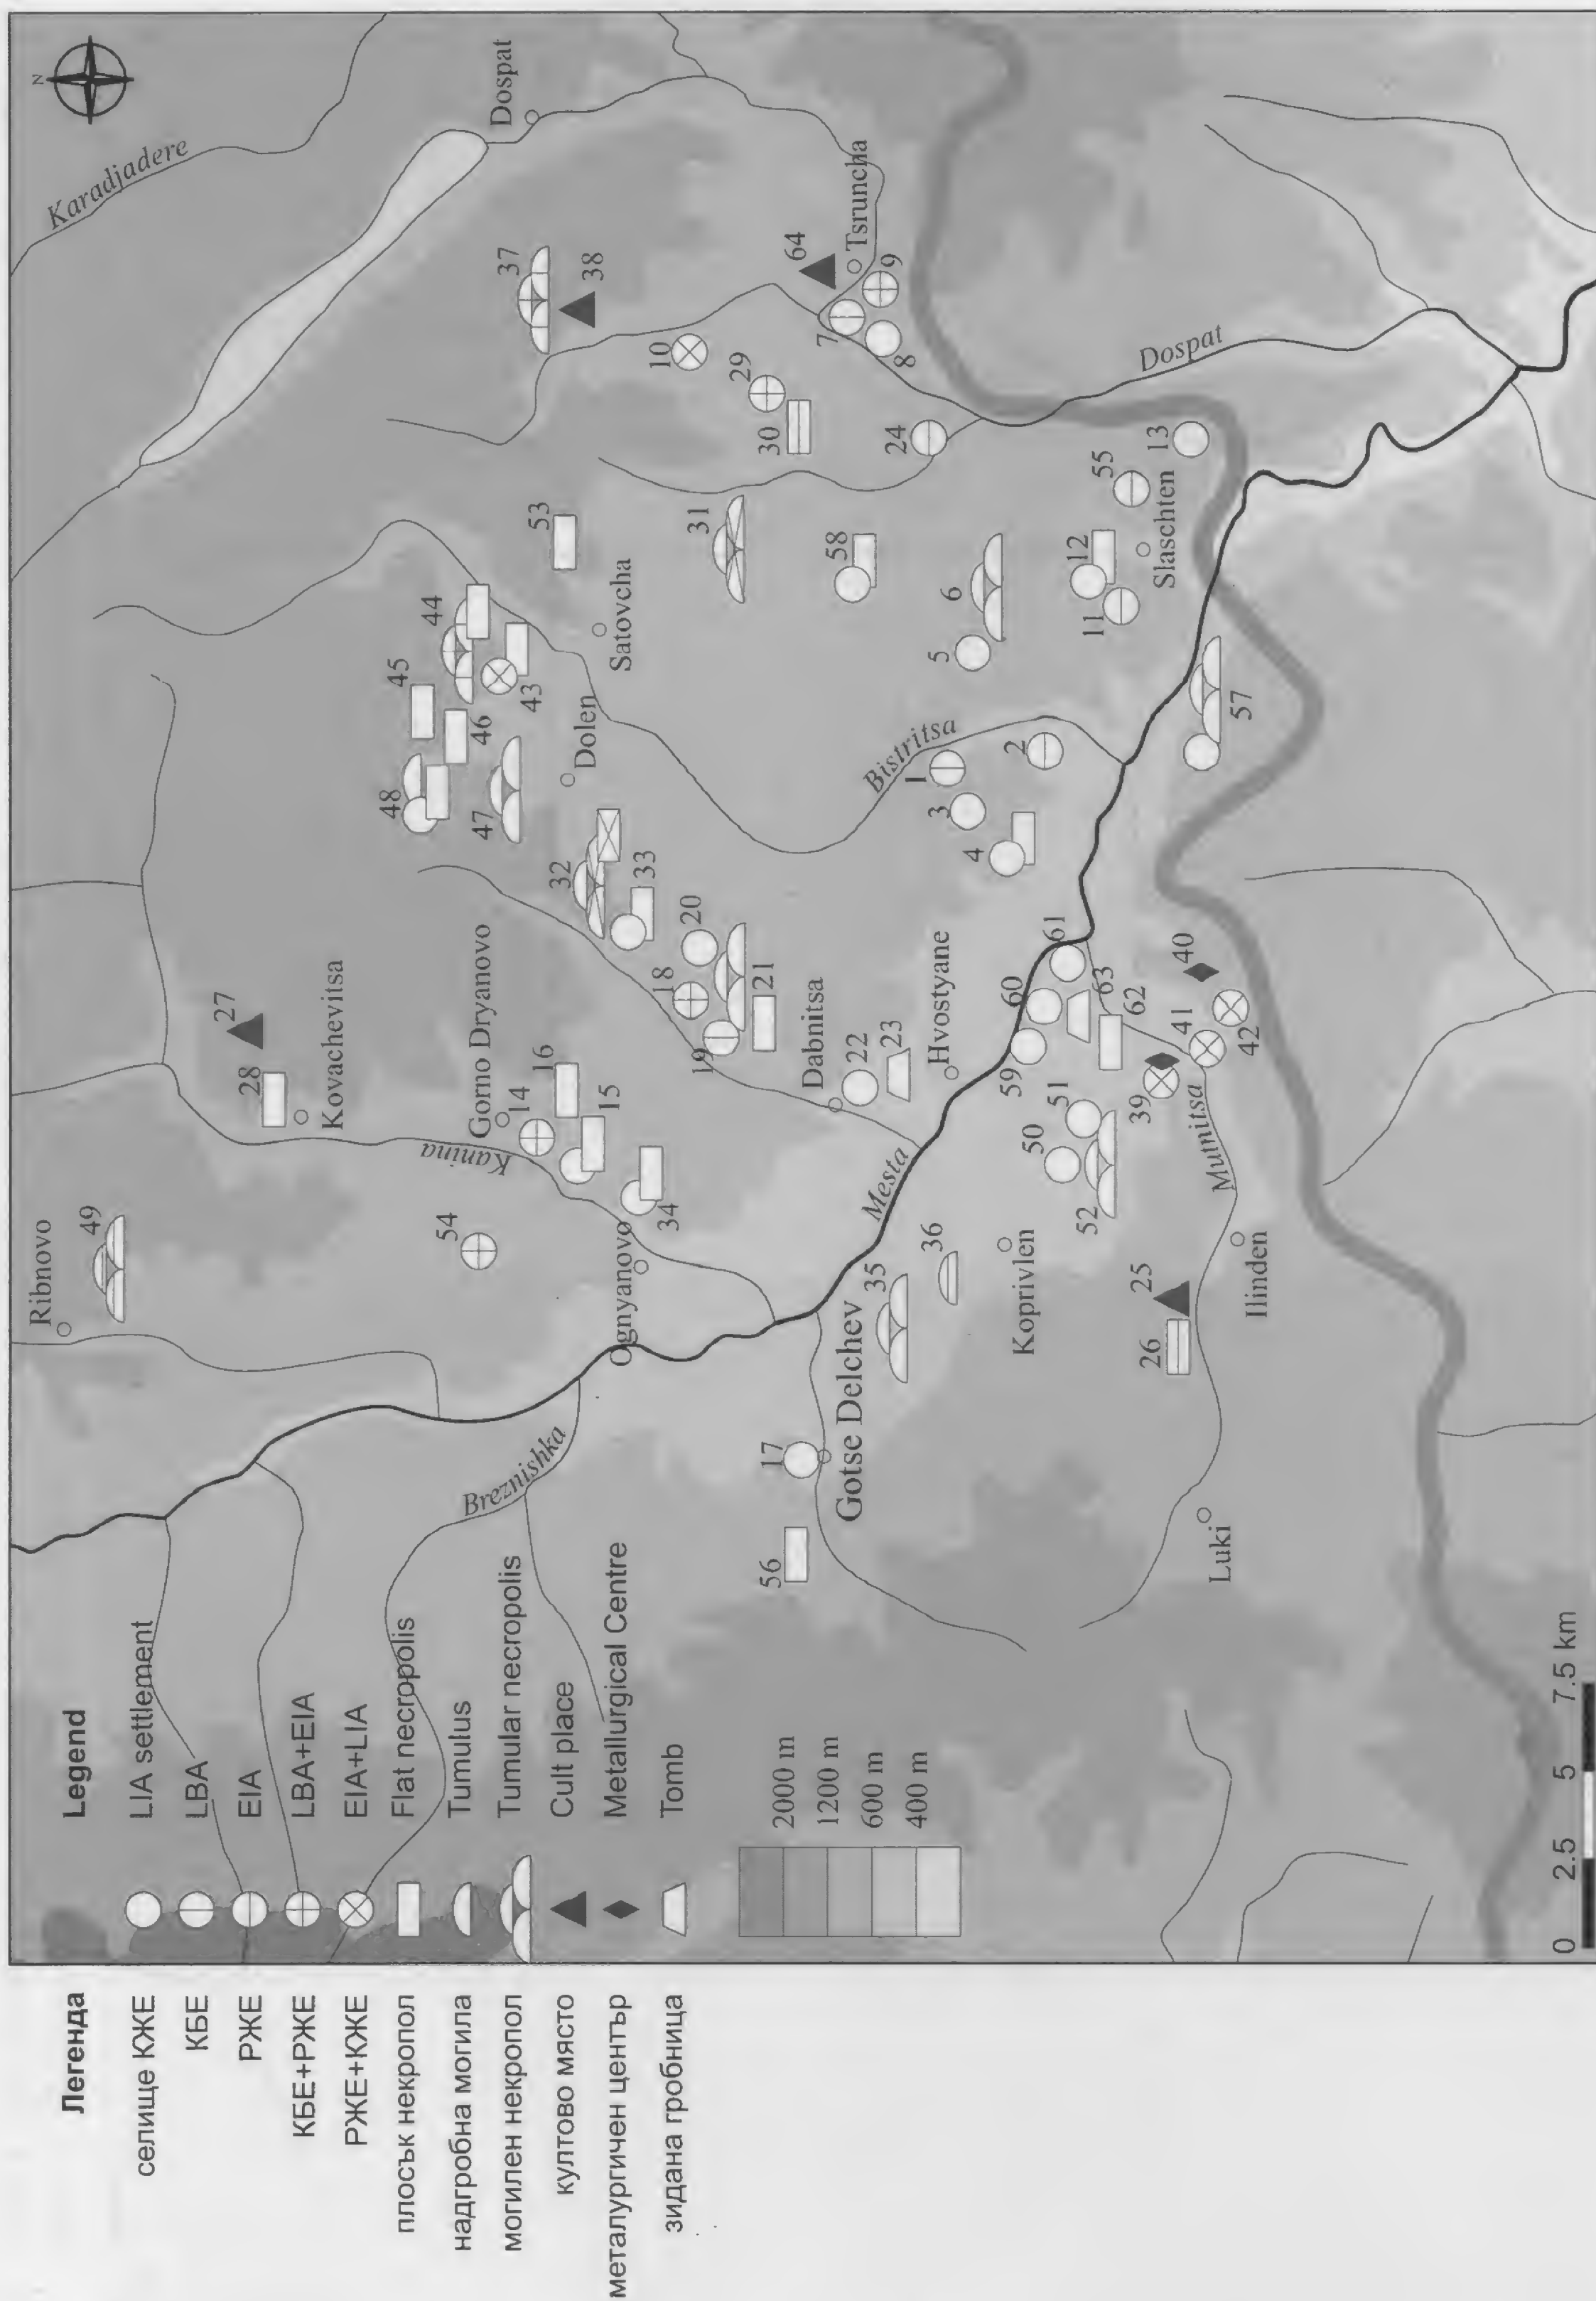 Легенда
селище КЖЕ
КБЕ
РЖЕ
КБЕ+РЖЕ
РЖЕ+КЖЕ
плосък некропол
надгробна могила
могилен некропол
култово място
металургичен център
зидана гробница
Legend
LIA settlement
LBA
EIA
LBA+EIA
EIA+LIA
Flat necropolis
Tumulus
Tumular necropolis
Cult place
Metallurgical Centre
Tomb
2000 m
1200 m
600 m
400 m
0 2.5 5 7.5 km
N
Karadjadere
Dospat
Ribnovo
49
27
28
Kovachevitsa
Kanina
Gorno Dryanovo
14
16
15
34
54
Ognyanovo
Breznishka
48
45
44
46
43
47
Dolen
53
Satovcha
37
38
32
33
20
18
19
21
31
10
29
30
64
Tsruncha
7
9
8
24
58
Dabnitsa
22
23
Hvostyane
Mesta
Bistritsa
1
2
3
4
5
6
12
11
55
13
Slaschten
Dospat
57
17
56
Gotse Delchev
35
36
Koprivlen
50
51
52
59
60
61
63
62
39
40
41
42
Mutnitsa
25
26
Ilinden
Luki